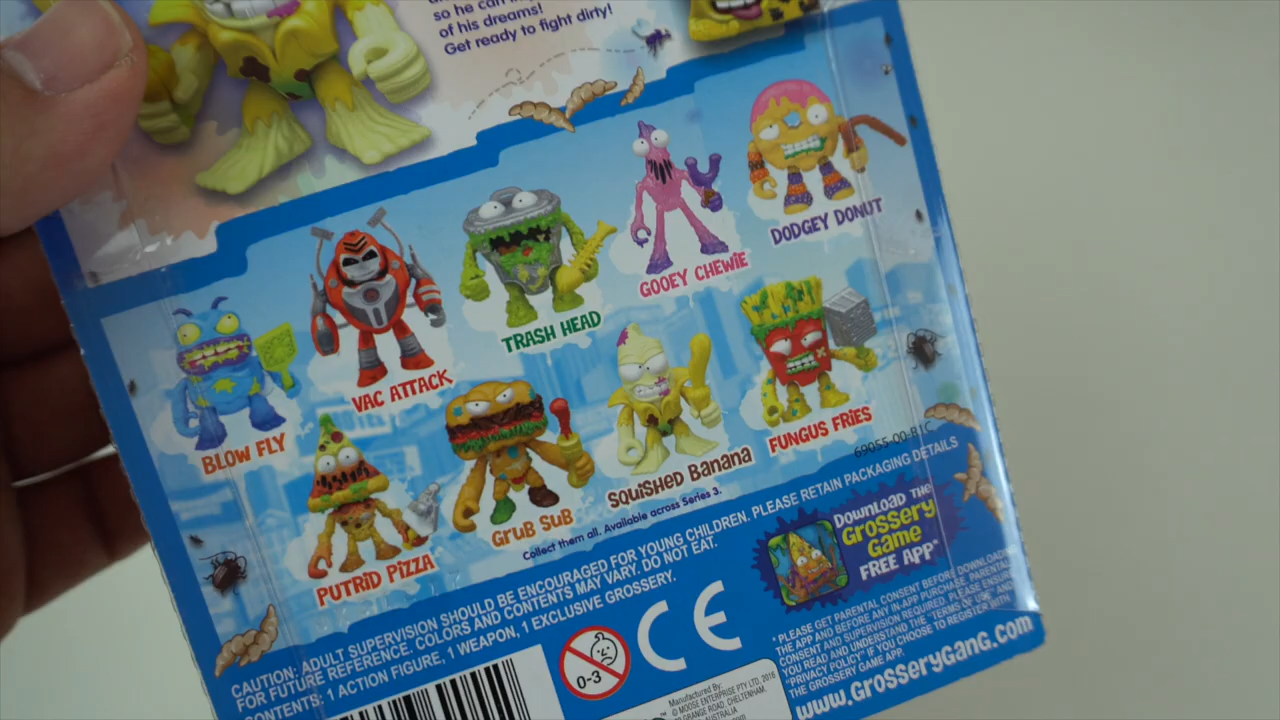 so he can
of his dreams!
Get ready to fight dirty!
DODGEY DONUT
GOOEY CHEWIE
TRASH HEAD
VAC ATTACK
BLOW FLY
FUNGUS FRIES
SQUISHED BANANA
GRUB SUB
PUTRID PIZZA
69055-00-B1C
Collect them all. Available across Series 3.
CAUTION: ADULT SUPERVISION SHOULD BE ENCOURAGED FOR YOUNG CHILDREN. PLEASE RETAIN PACKAGING DETAILS
FOR FUTURE REFERENCE. COLORS AND CONTENTS MAY VARY. DO NOT EAT.
CONTENTS: 1 ACTION FIGURE, 1 WEAPON, 1 EXCLUSIVE GROSSERY.
DOWNLOAD THE
GROSSERY
GAME
FREE APP*
CE
0-3
* PLEASE GET PARENTAL CONSENT BEFORE DOWNLOADING
THE APP AND BEFORE ANY IN-APP PURCHASE. PARENTAL
CONSENT AND SUPERVISION REQUIRED. PLEASE ENSURE
YOU READ AND UNDERSTAND THE "TERMS OF USE" AND
"PRIVACY POLICY" IF YOU CHOOSE TO REGISTER WITH
THE GROSSERY GANG APP.
www.GROSSERYGANG.com
Manufactured By
© MOOSE ENTERPRISE PTY LTD. 2016
GRANGE ROAD, CHELTENHAM,
AUSTRALIA